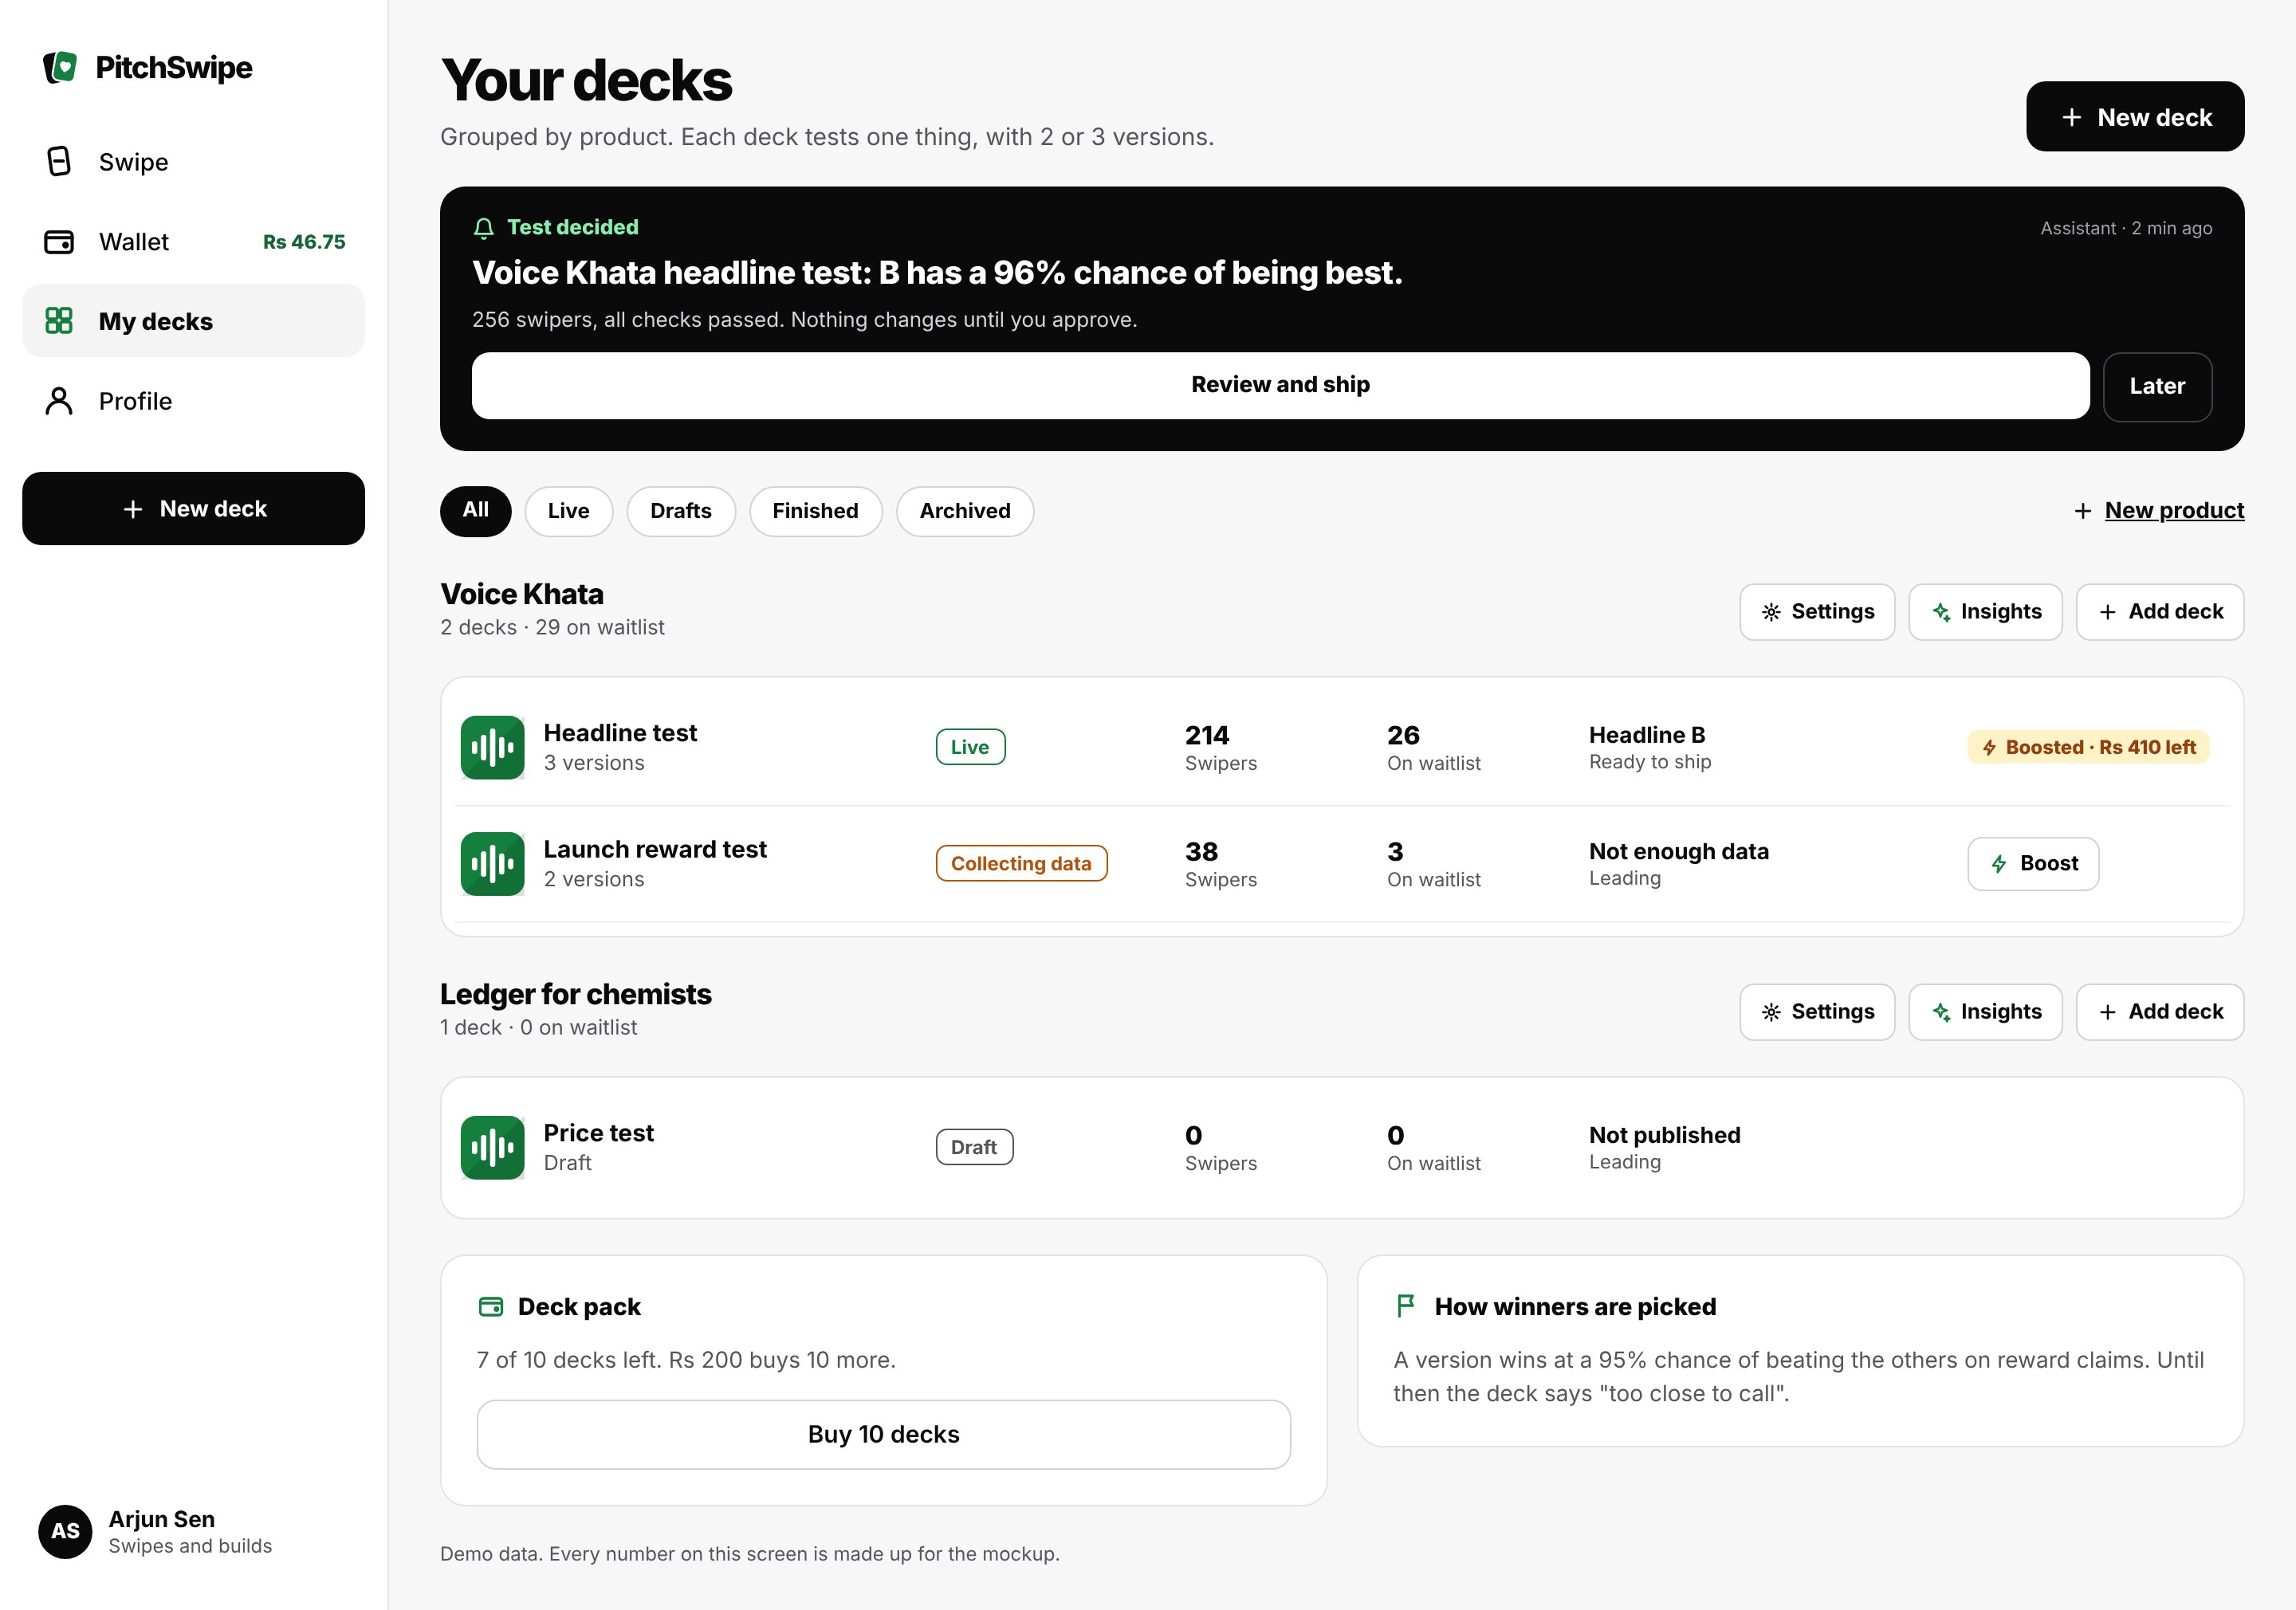 PitchSwipe
Swipe
Wallet
Rs 46.75
My decks
Profile
+ New deck
AS
Arjun Sen
Swipes and builds
Your decks
Grouped by product. Each deck tests one thing, with 2 or 3 versions.
+ New deck
Test decided
Assistant · 2 min ago
Voice Khata headline test: B has a 96% chance of being best.
256 swipers, all checks passed. Nothing changes until you approve.
Review and ship
Later
All
Live
Drafts
Finished
Archived
+ New product
Voice Khata
2 decks · 29 on waitlist
Settings
Insights
+ Add deck
Headline test
3 versions
Live
214
Swipers
26
On waitlist
Headline B
Ready to ship
Boosted · Rs 410 left
Launch reward test
2 versions
Collecting data
38
Swipers
3
On waitlist
Not enough data
Leading
Boost
Ledger for chemists
1 deck · 0 on waitlist
Settings
Insights
+ Add deck
Price test
Draft
Draft
0
Swipers
0
On waitlist
Not published
Leading
Deck pack
7 of 10 decks left. Rs 200 buys 10 more.
Buy 10 decks
How winners are picked
A version wins at a 95% chance of beating the others on reward claims. Until
then the deck says "too close to call".
Demo data. Every number on this screen is made up for the mockup.